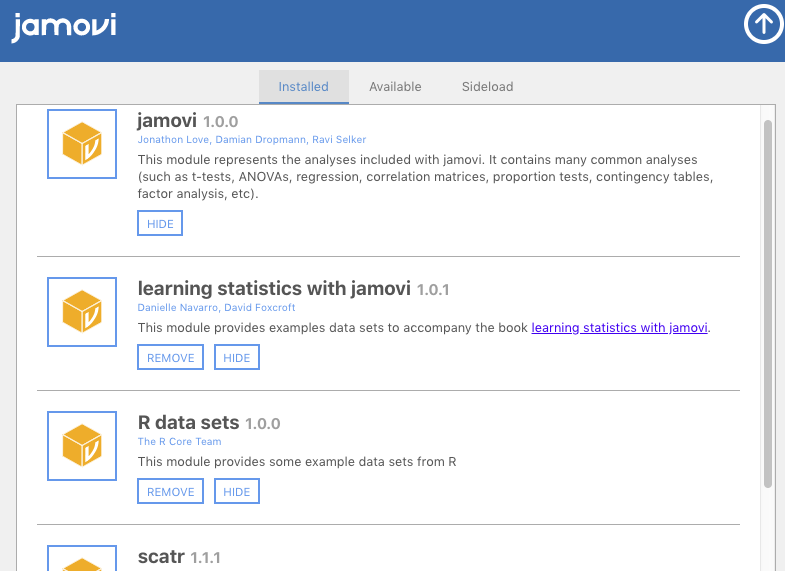 jamovi
Installed Available Sideload
jamovi 1.0.0
Jonathon Love, Damian Dropmann, Ravi Selker
This module represents the analyses included with jamovi. It contains many common analyses
(such as t-tests, ANOVAs, regression, correlation matrices, proportion tests, contingency tables,
factor analysis, etc).
HIDE
learning statistics with jamovi 1.0.1
Danielle Navarro, David Foxcroft
This module provides examples data sets to accompany the book learning statistics with jamovi.
REMOVE HIDE
R data sets 1.0.0
The R Core Team
This module provides some example data sets from R
REMOVE HIDE
scatr 1.1.1